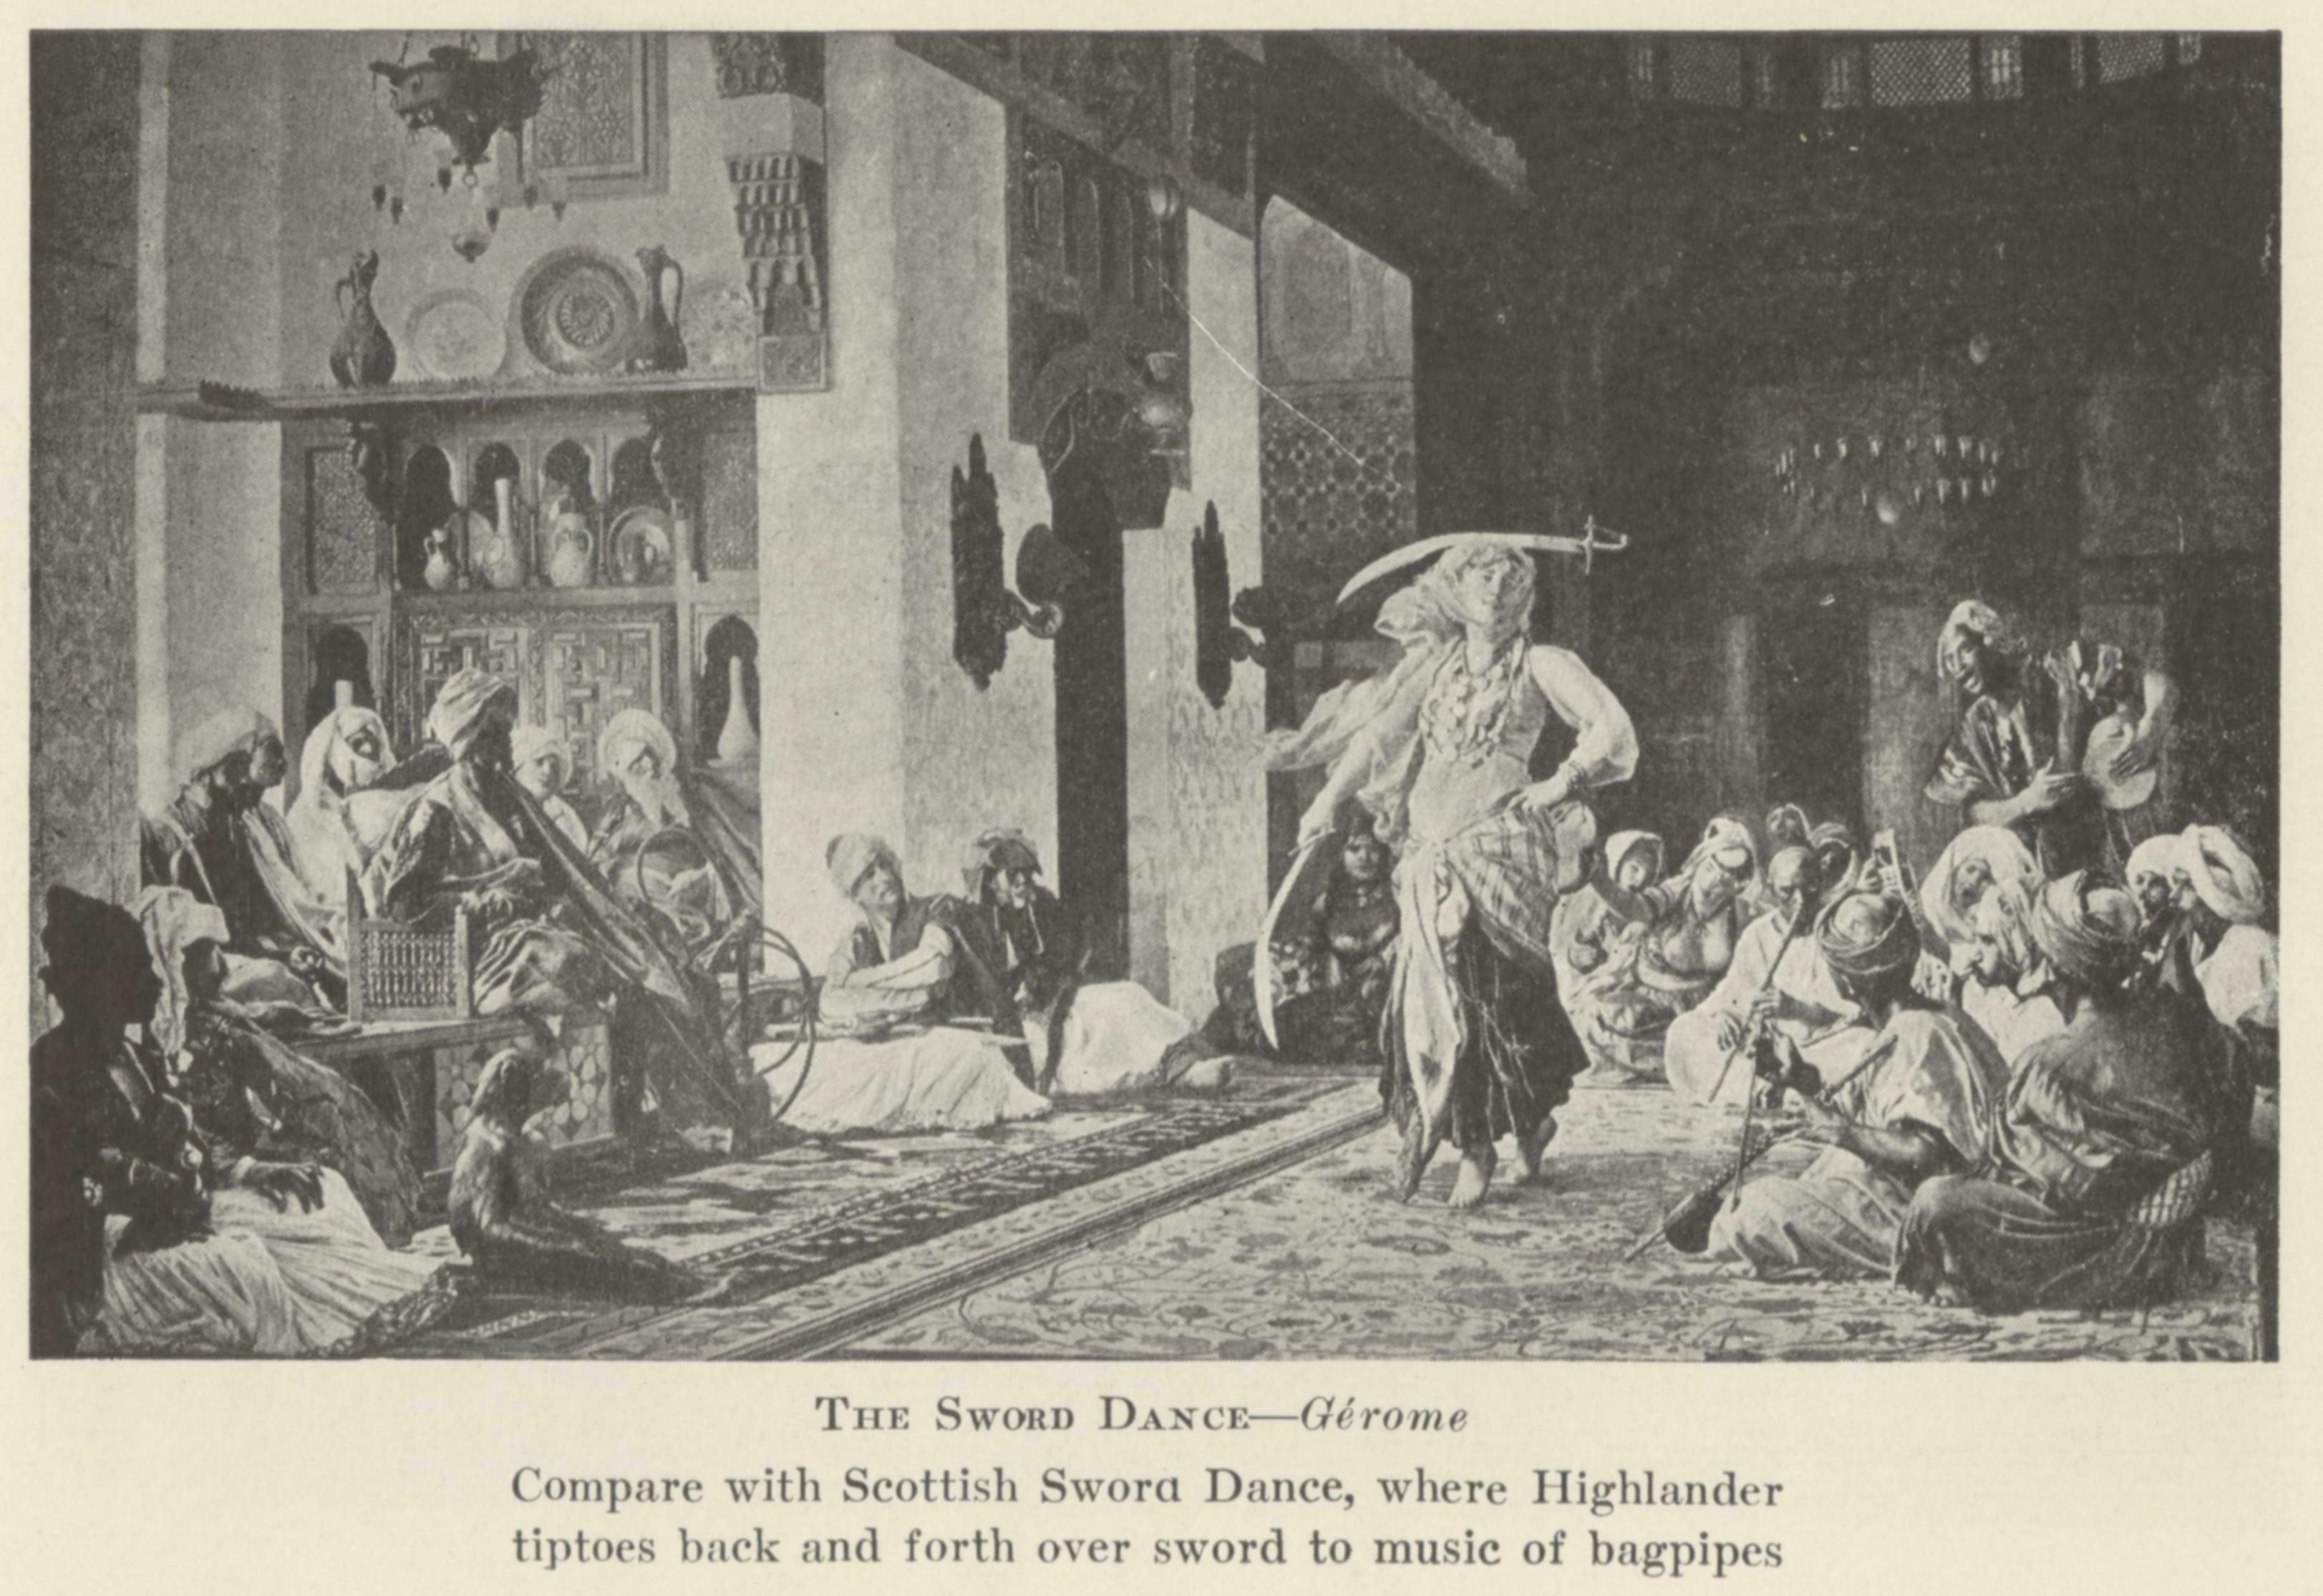 THE SWORD DANCE—Gérome
Compare with Scottish Sword Dance, where Highlander
tiptoes back and forth over sword to music of bagpipes